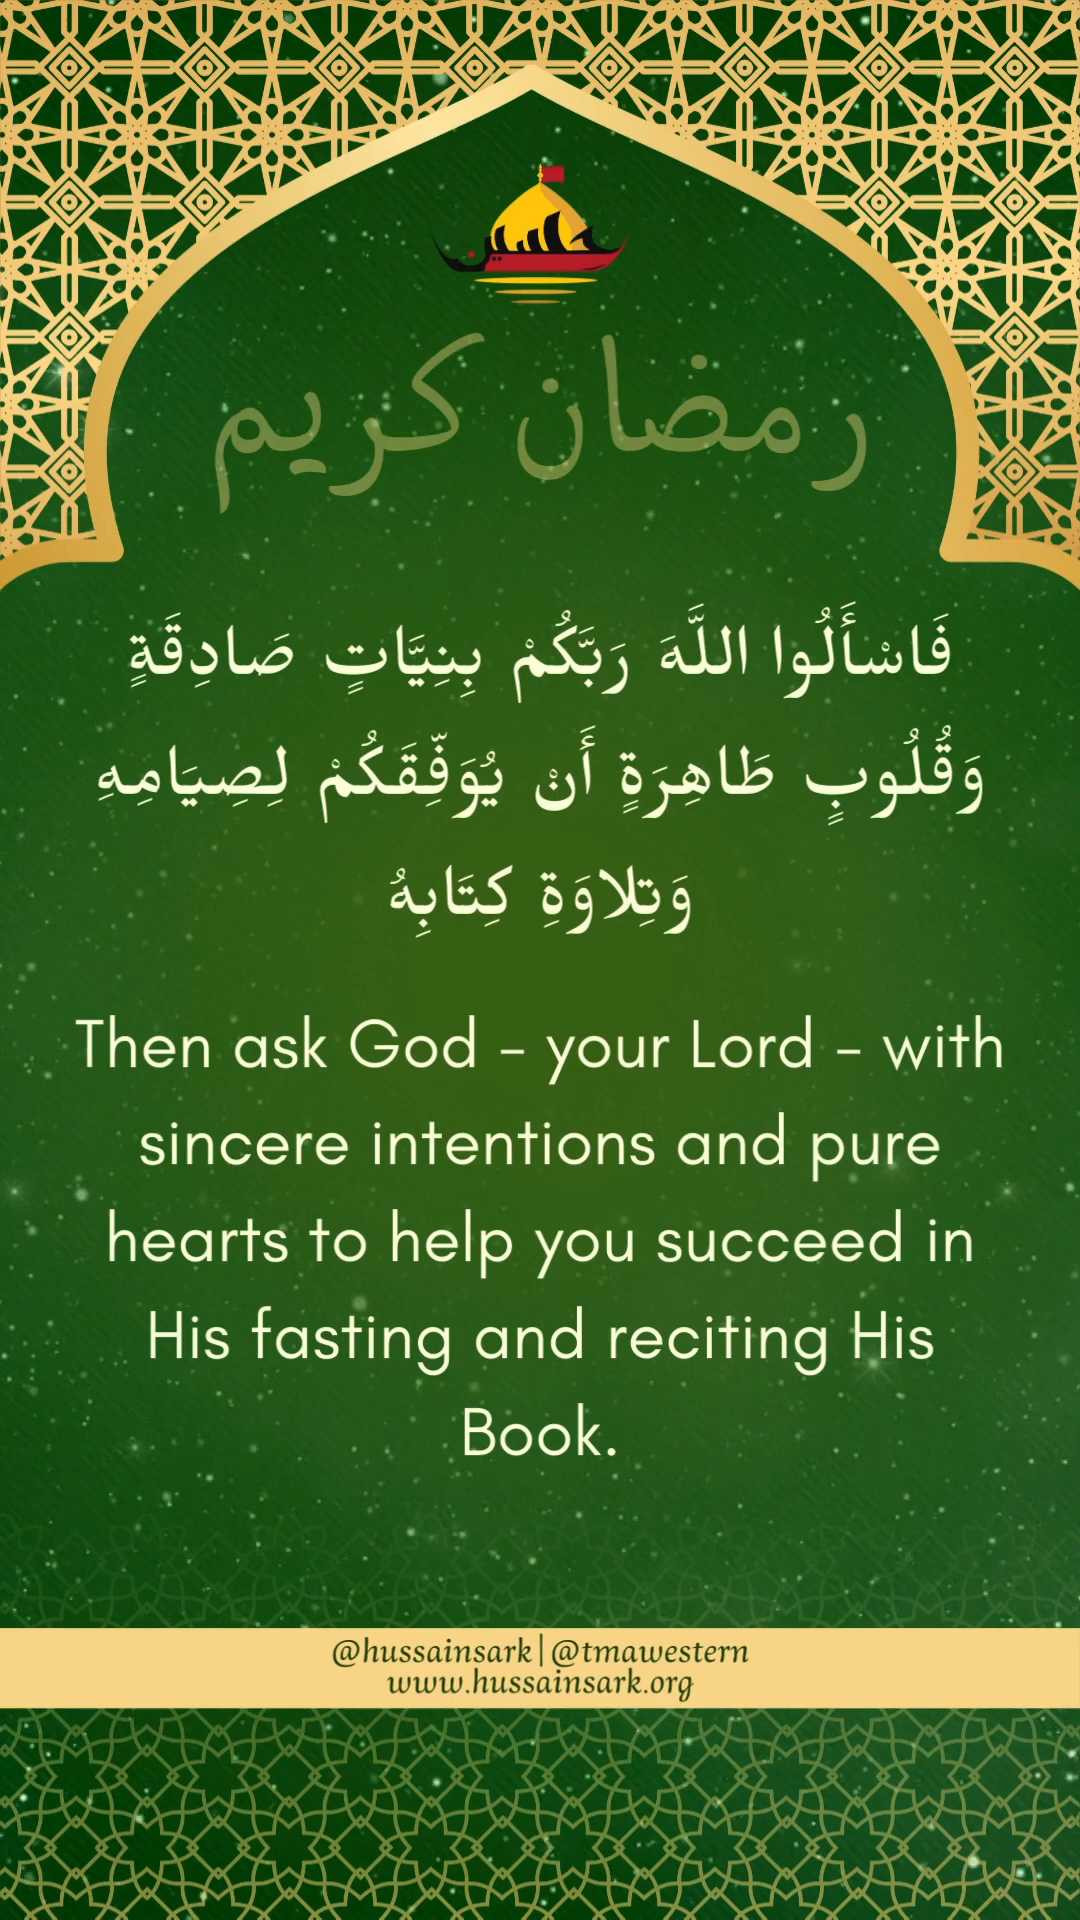 رمضان كريم
فَاسْأَلُوا اللَّهَ رَبَّكُمْ بِنِيَّاتٍ صَادِقَةٍ
وَقُلُوبٍ طَاهِرَةٍ أَنْ يُوَفِّقَكُمْ لِصِيَامِهِ
وَتِلاوَةِ كِتَابِهُ
Then ask God - your Lord - with
sincere intentions and pure
hearts to help you succeed in
His fasting and reciting His
Book.
@hussainsark|@tmawestern
www.hussainsark.org